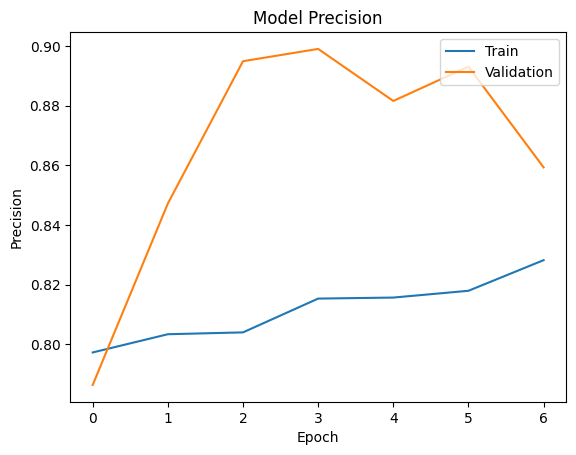 Model Precision
Train
Validation
0.90
0.88
0.86
0.84
0.82
0.80
Precision
0
1
2
3
4
5
6
Epoch